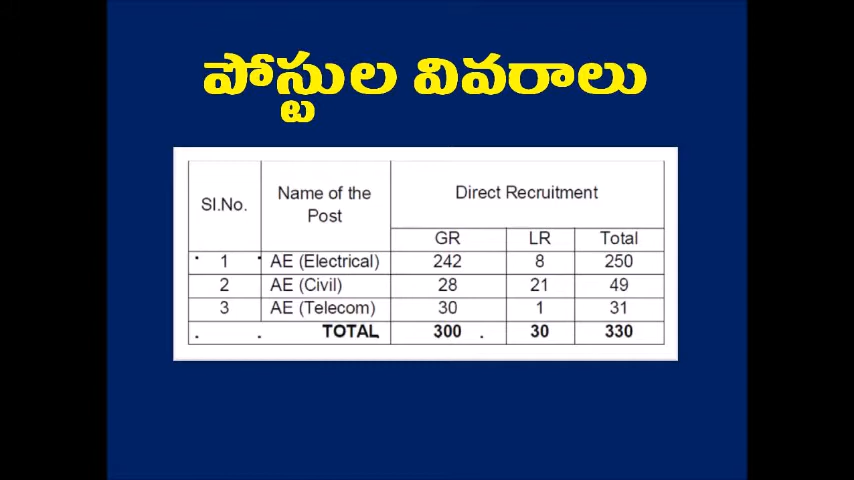 పోస్టుల వివరాలు
Sl.No. Name of the Post Direct Recruitment
GR LR Total
1 AE (Electrical) 242 8 250
2 AE (Civil) 28 21 49
3 AE (Telecom) 30 1 31
TOTAL 300 30 330